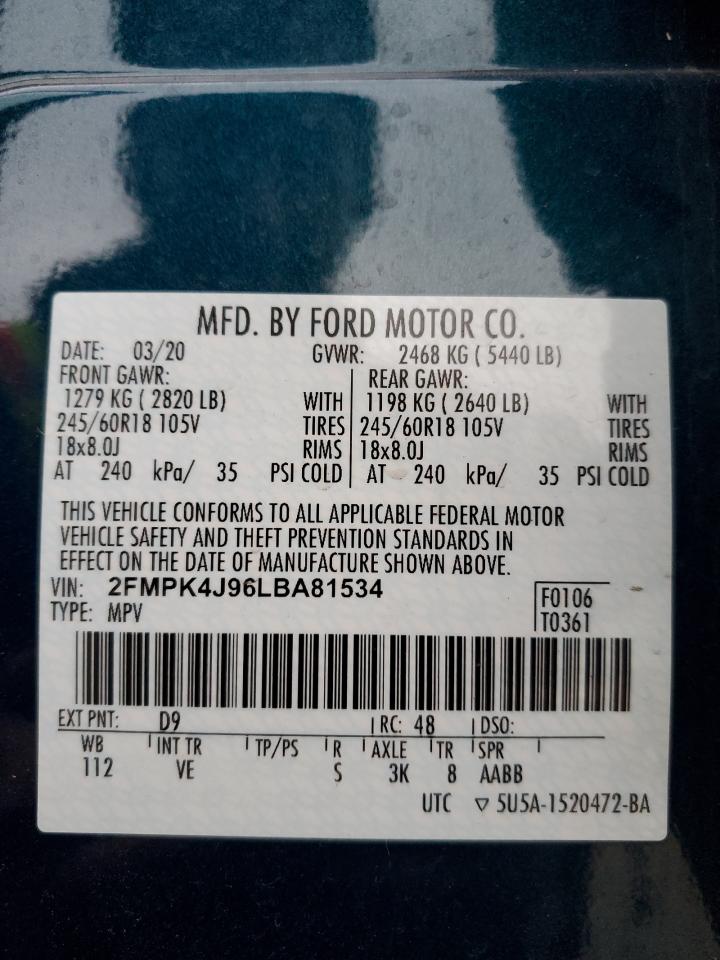 MFD. BY FORD MOTOR CO.
DATE: 03/20 GVWR: 2468 KG ( 5440 LB)
FRONT GAWR: REAR GAWR:
1279 KG ( 2820 LB) WITH 1198 KG ( 2640 LB) WITH
245/60R18 105V TIRES 245/60R18 105V TIRES
18x8.0J RIMS 18x8.0J RIMS
AT 240 kPa/ 35 PSI COLD AT 240 kPa/ 35 PSI COLD
THIS VEHICLE CONFORMS TO ALL APPLICABLE FEDERAL MOTOR
VEHICLE SAFETY AND THEFT PREVENTION STANDARDS IN
EFFECT ON THE DATE OF MANUFACTURE SHOWN ABOVE.
VIN: 2FMPK4J96LBA81534
F0106
TYPE: MPV
T0361
EXT PNT: D9 RC: 48 DSO:
WB INT TR TP/PS R AXLE TR SPR
112 VE S 3K 8 AABB
UTC ▽ 5U5A-1520472-BA